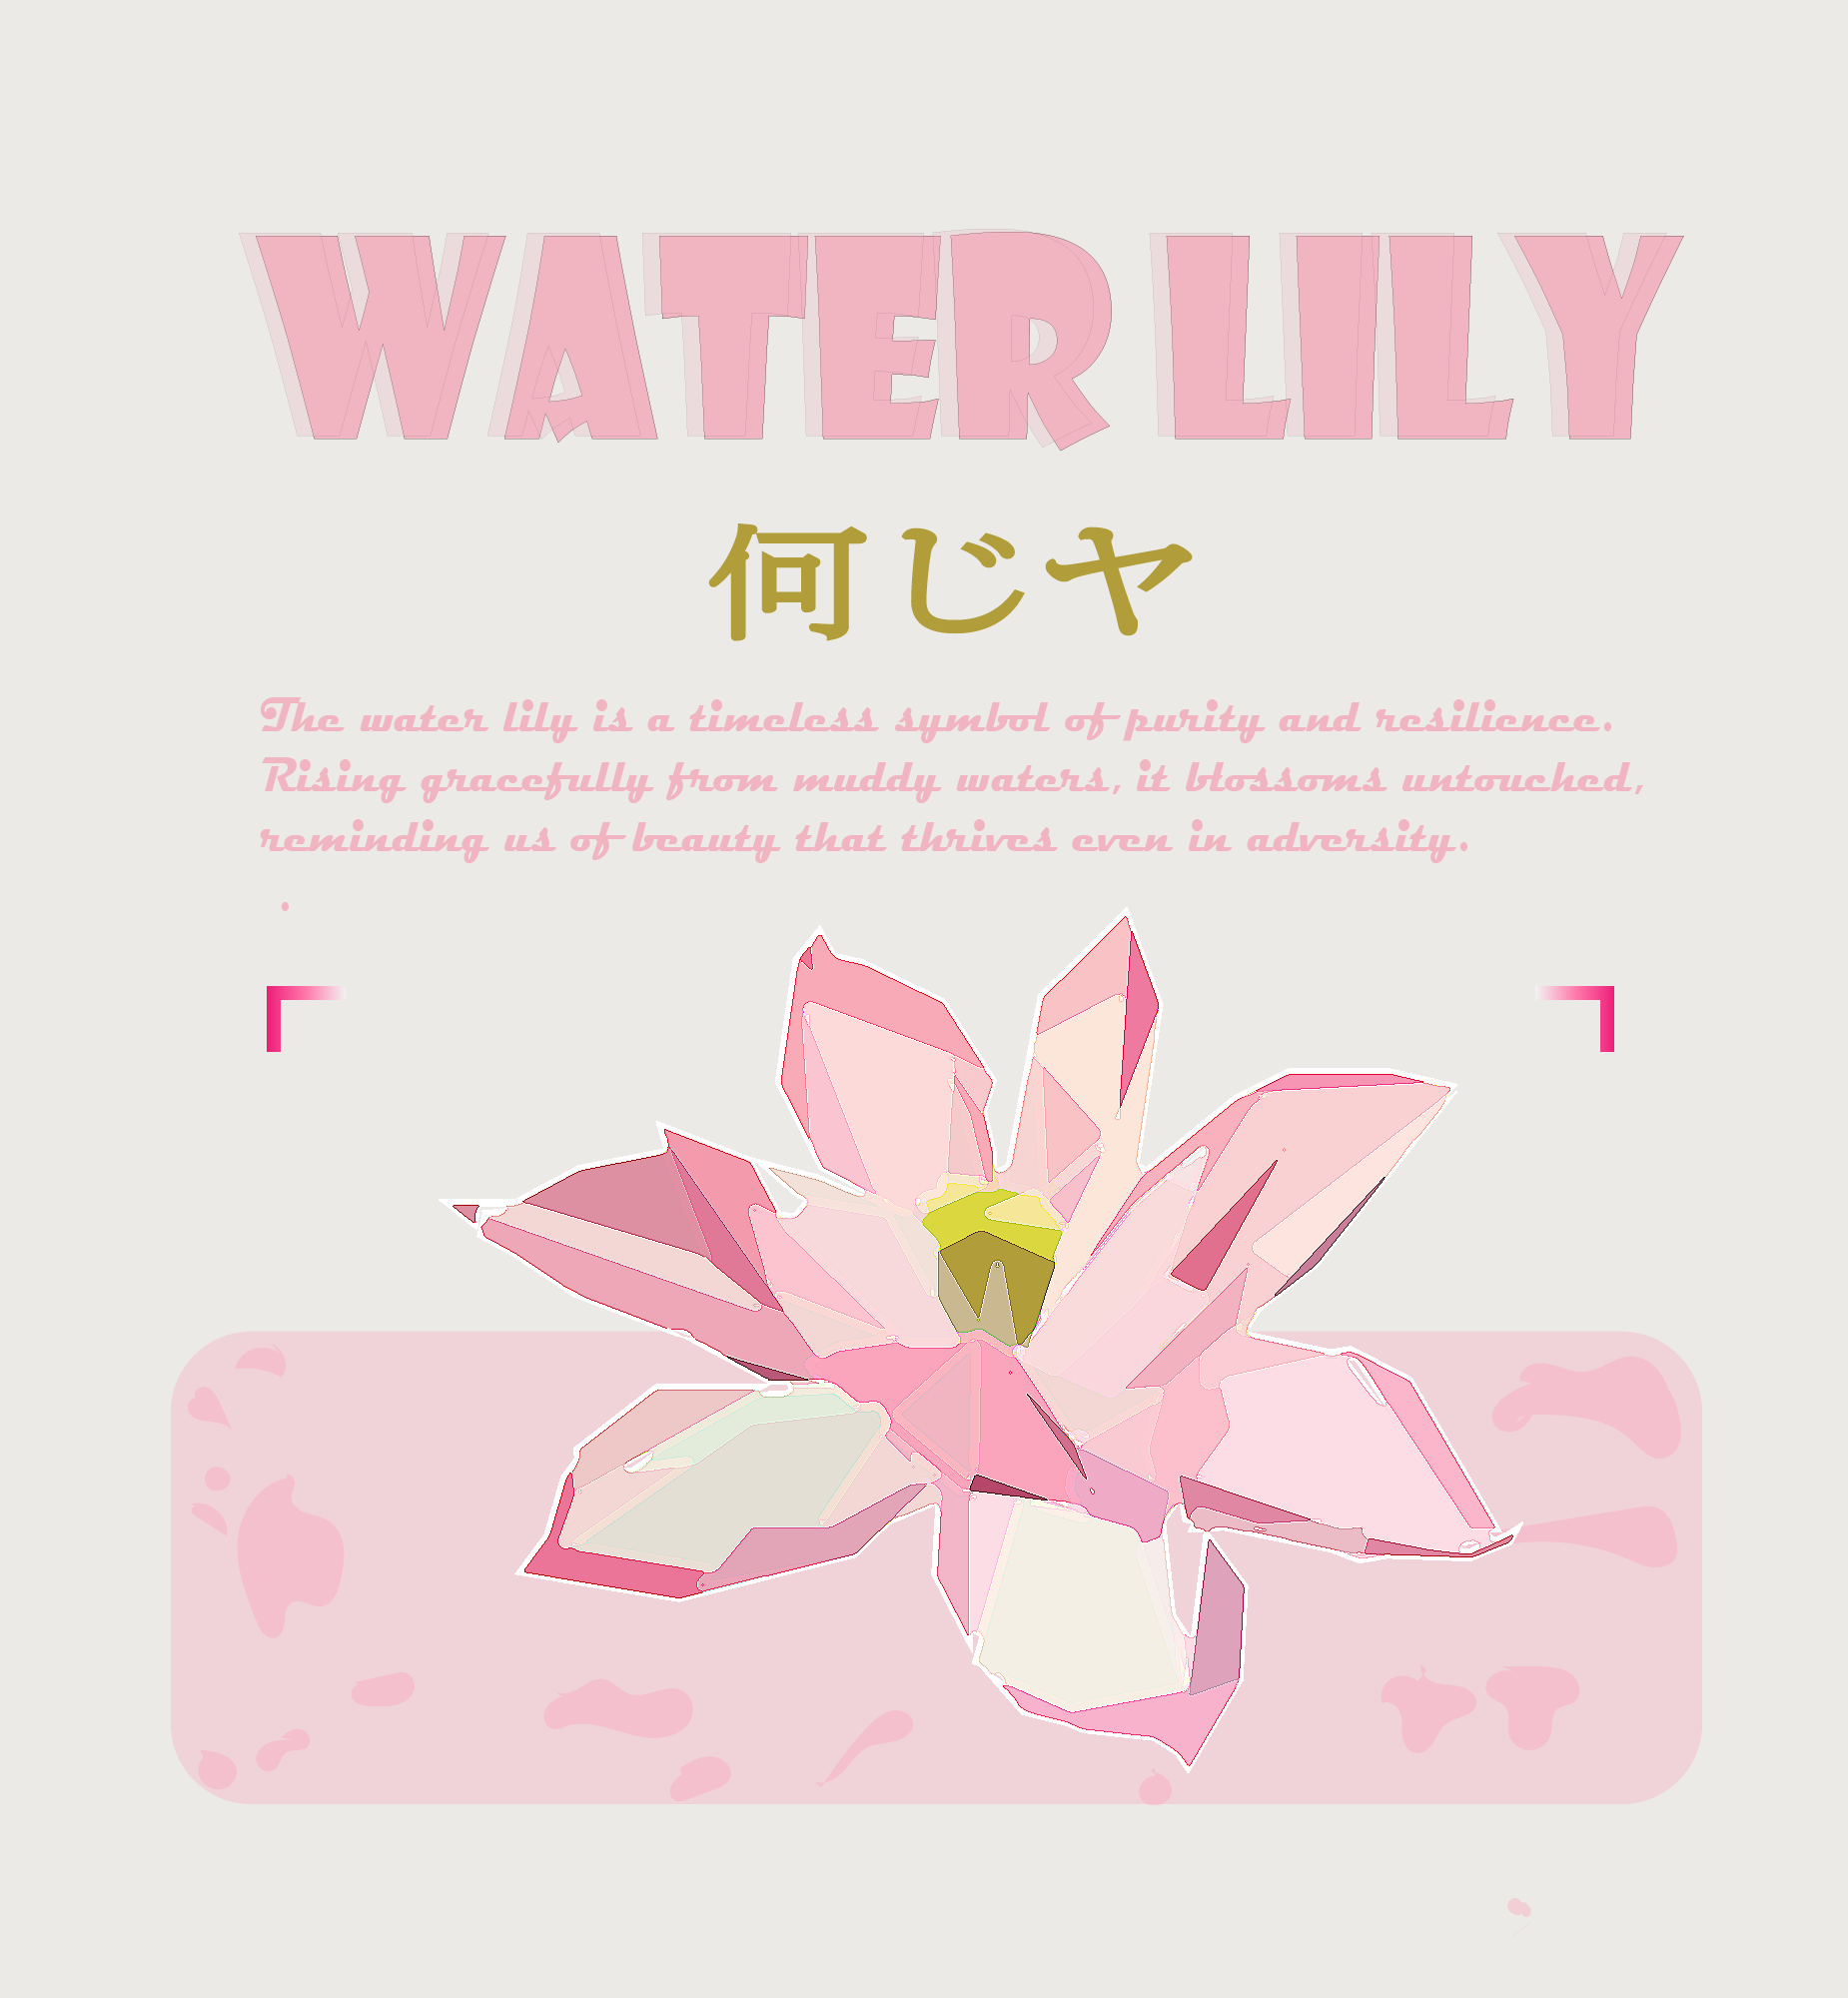 WATER LILY
何じヤ
The water lily is a timeless symbol of purity and resilience.
Rising gracefully from muddy waters, it blossoms untouched,
reminding us of beauty that thrives even in adversity.
.